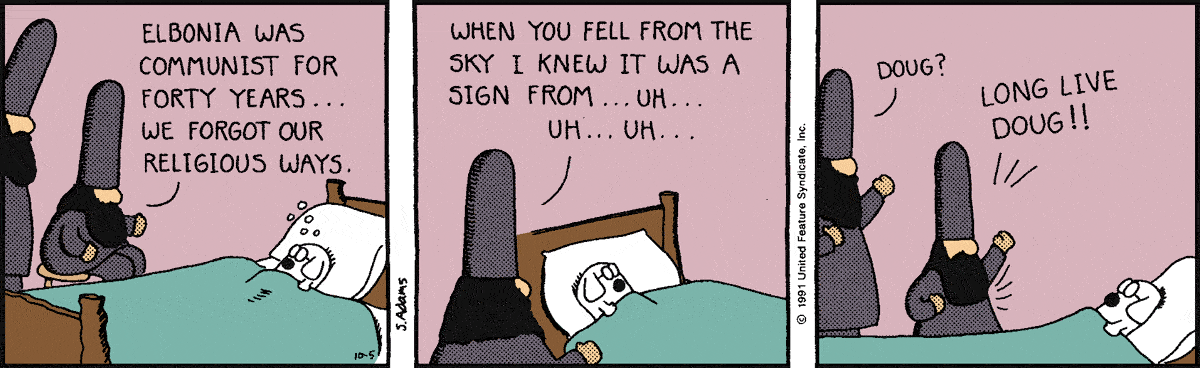 ELBONIA WAS
COMMUNIST FOR
FORTY YEARS...
WE FORGOT OUR
RELIGIOUS WAYS.
10-5
S.Adams
WHEN YOU FELL FROM THE
SKY I KNEW IT WAS A
SIGN FROM ...UH...
UH... UH...
© 1991 United Feature Syndicate, Inc.
DOUG?
LONG LIVE
DOUG!!